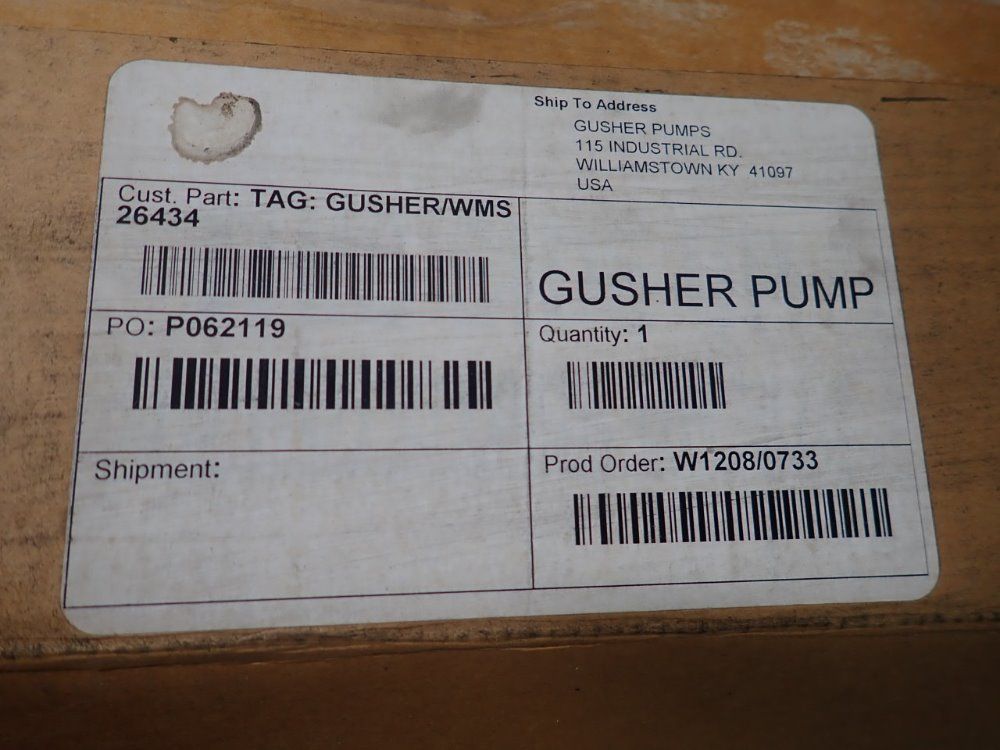 Ship To Address
GUSHER PUMPS
115 INDUSTRIAL RD.
WILLIAMSTOWN KY 41097
USA
Cust. Part: TAG: GUSHER/WMS
26434
GUSHER PUMP
PO: P062119
Quantity: 1
Shipment:
Prod Order: W1208/0733